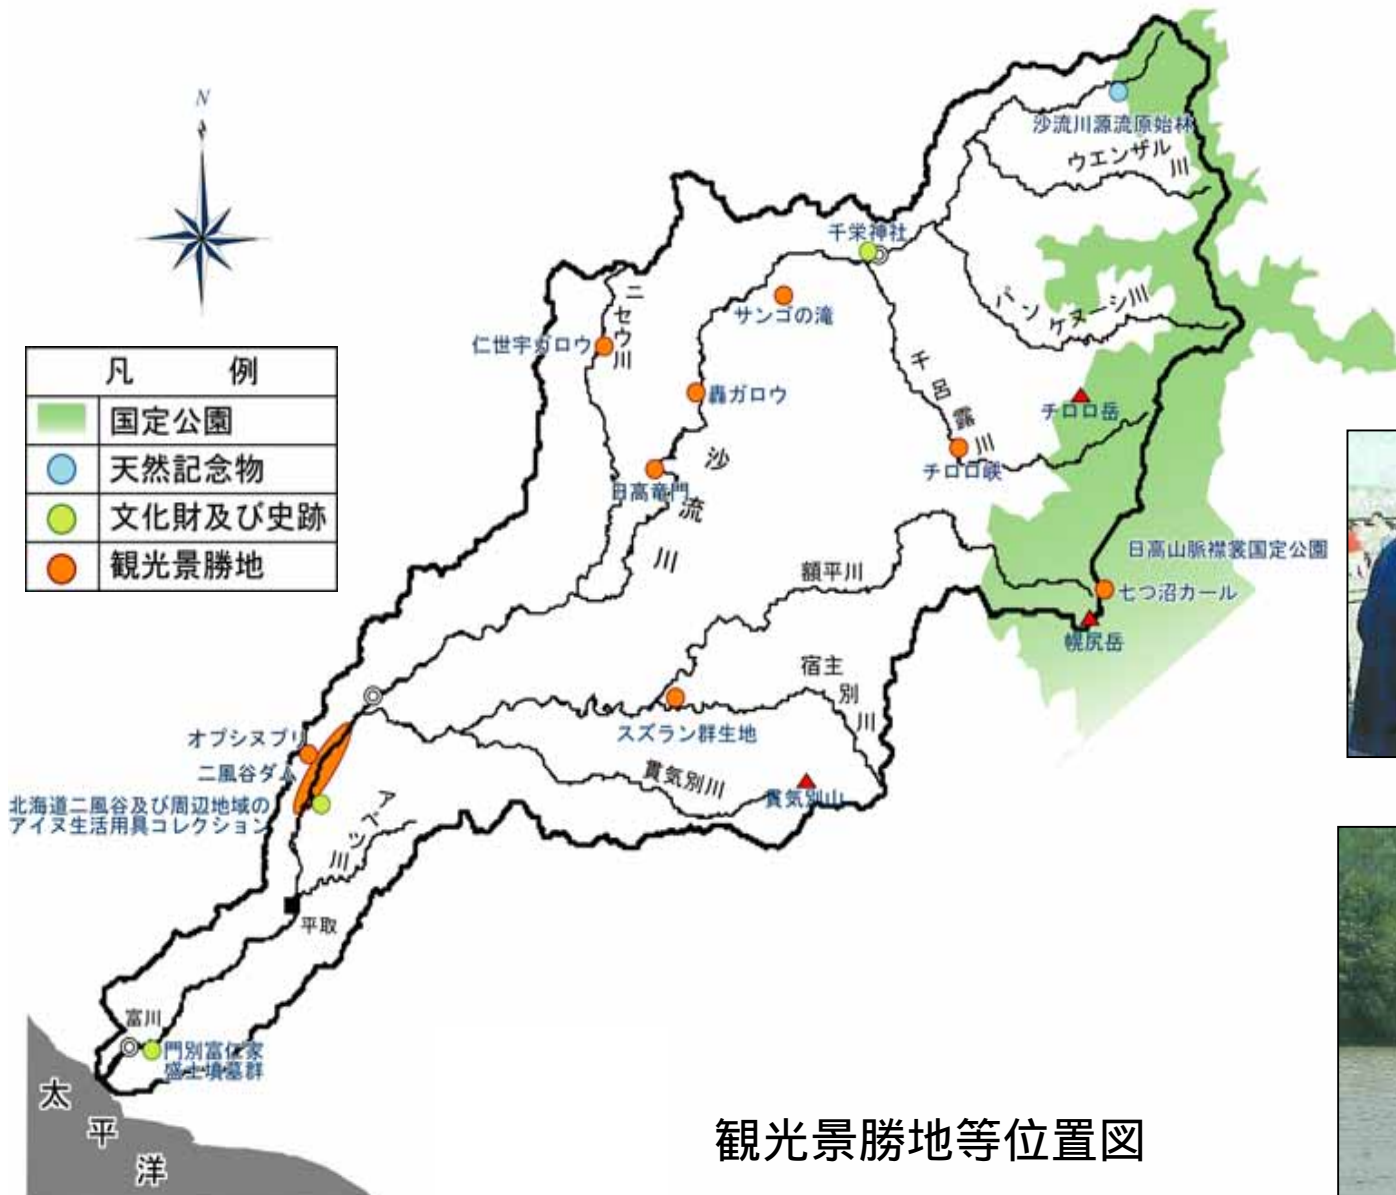 N
沙流川源流原始林
ウエンザル川
千栄神社
ニセウ川
パンケヌーシ川
サンゴの滝
仁世宇ガロウ
凡 例
千呂露川
轟ガロウ
チロロ岳
国定公園
天然記念物
沙流川
チロロ峡
日高竜門
文化財及び史跡
日高山脈襟裳国定公園
観光景勝地
額平川
七つ沼カール
幌尻岳
宿主別川
スズラン群生地
オプシヌプリ
二風谷ダム
貫気別川
貫気別山
北海道二風谷及び周辺地域の
アイヌ生活用具コレクション
アベツ川
平取
富川
門別富仁家
盛土墳墓群
太平洋
観光景勝地等位置図